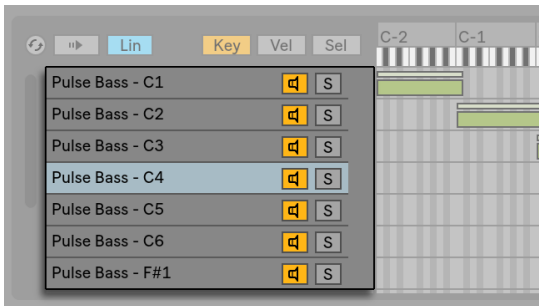 Lin Key Vel Sel C-2 C-1
Pulse Bass - C1 S
Pulse Bass - C2 S
Pulse Bass - C3 S
Pulse Bass - C4 S
Pulse Bass - C5 S
Pulse Bass - C6 S
Pulse Bass - F#1 S